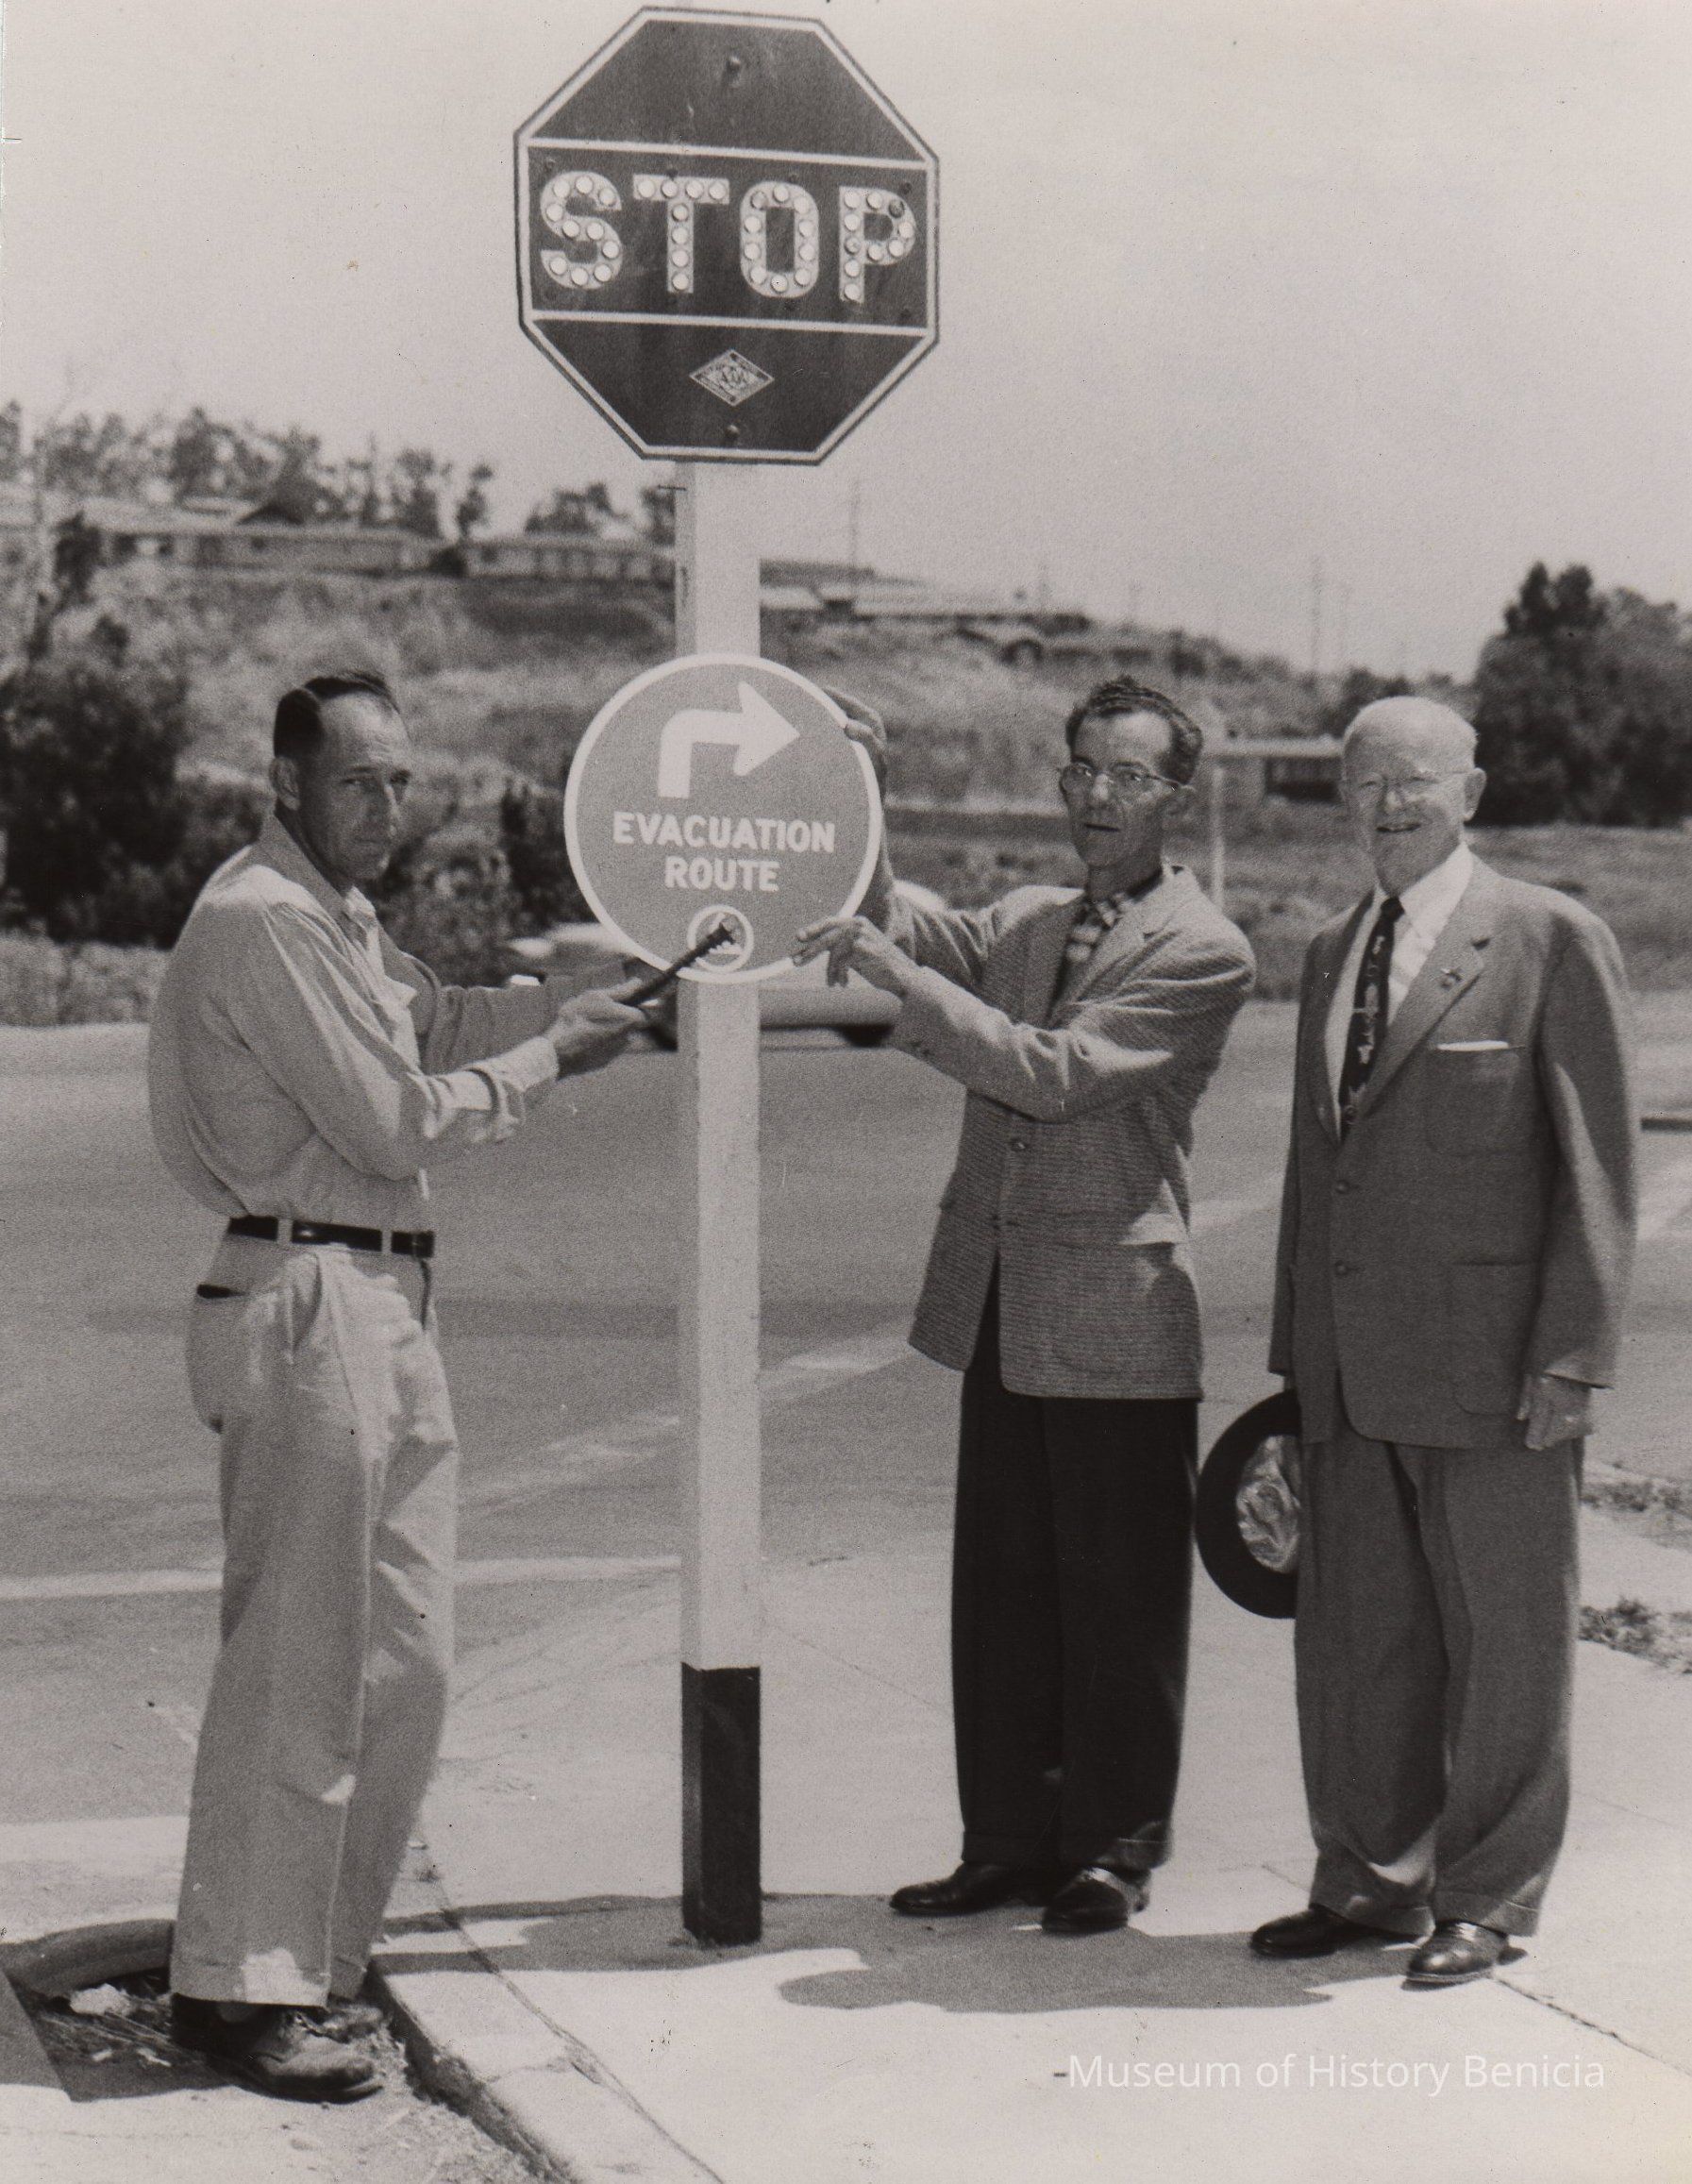 STOP
EVACUATION
ROUTE
-Museum of History Benicia